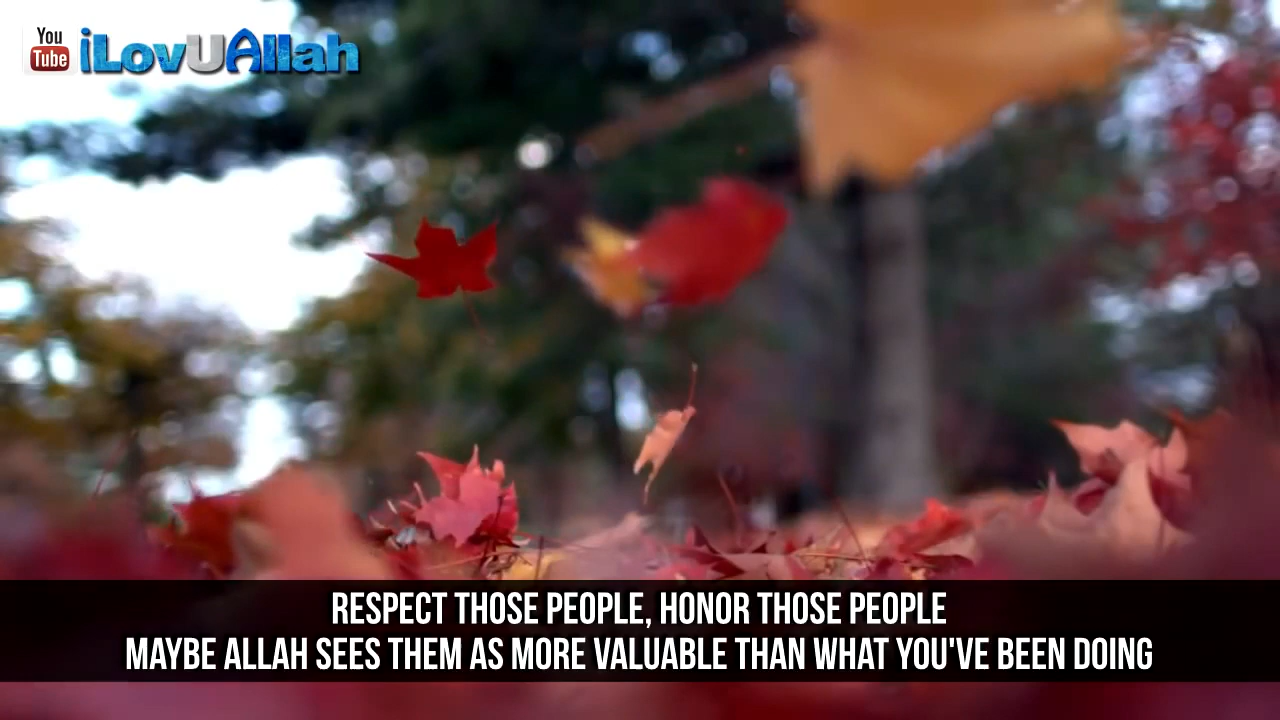 You
Tube
iLovUAllah
RESPECT THOSE PEOPLE, HONOR THOSE PEOPLE
MAYBE ALLAH SEES THEM AS MORE VALUABLE THAN WHAT YOU'VE BEEN DOING